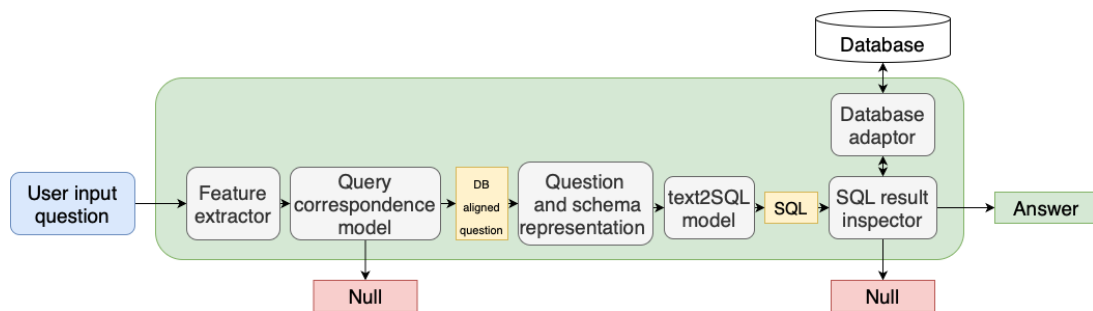 Database
Database
adaptor
User input
question
Feature
extractor
Query
correspondence
model
DB
aligned
question
Question
and schema
representation
text2SQL
model
SQL
SQL result
inspector
Answer
Null
Null